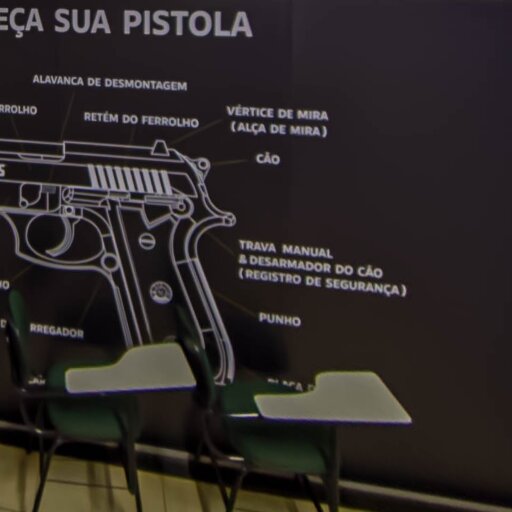 EÇA SUA PISTOLA
ALAVANCA DE DESMONTAGEM
RROLHO
RETÉM DO FERROLHO
VÉRTICE DE MIRA
(ALÇA DE MIRA)
CÃO
TRAVA MANUAL
& DESARMADOR DO CÃO
(REGISTRO DE SEGURANÇA)
PUNHO
RREGADOR